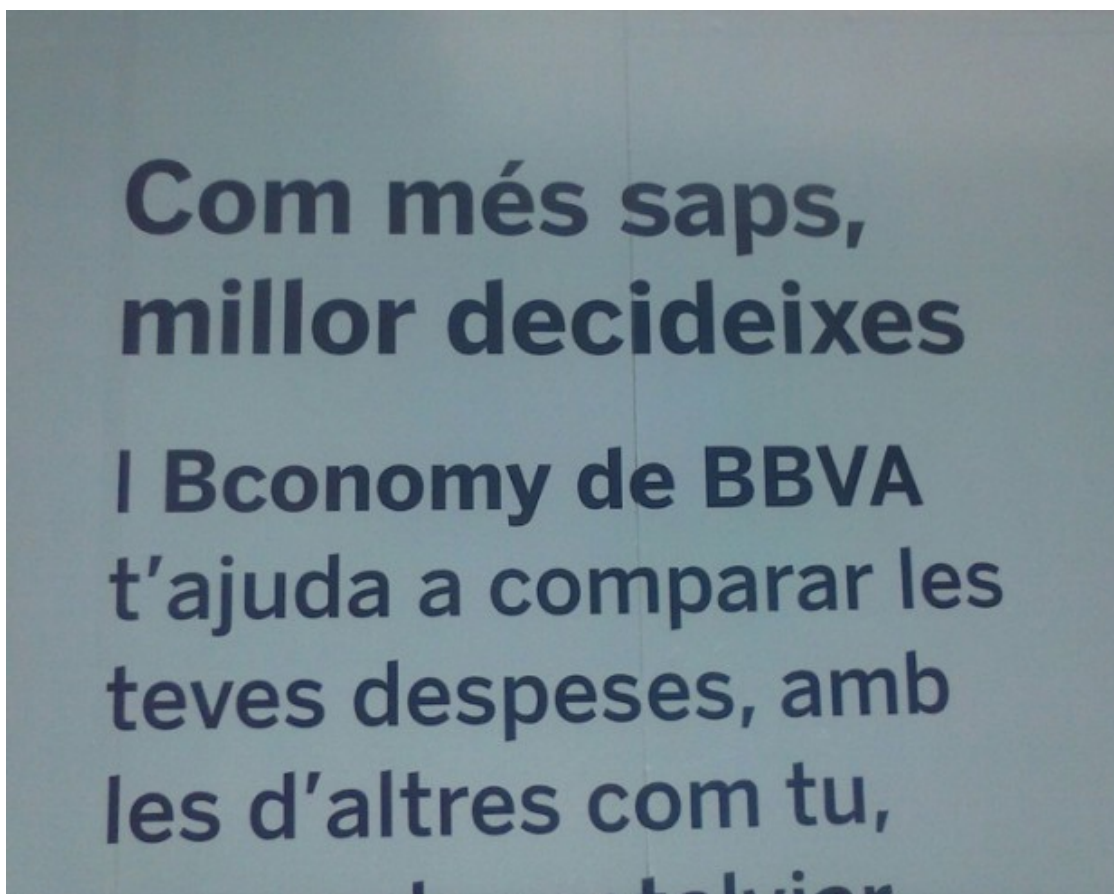 Com més saps,
millor decideixes
I Bconomy de BBVA
t'ajuda a comparar les
teves despeses, amb
les d'altres com tu,